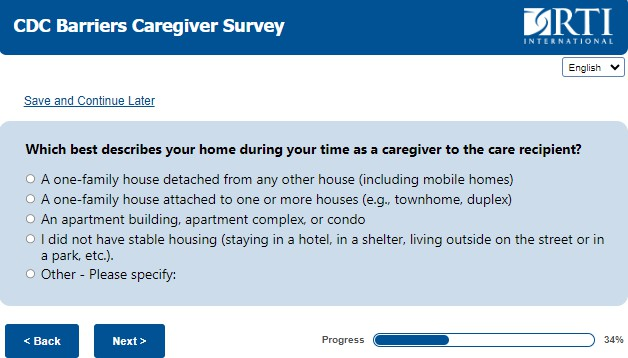 CDC Barriers Caregiver Survey
RTI
INTERNATIONAL
English
Save and Continue Later
Which best describes your home during your time as a caregiver to the care recipient?
A one-family house detached from any other house (including mobile homes)
A one-family house attached to one or more houses (e.g., townhome, duplex)
An apartment building, apartment complex, or condo
I did not have stable housing (staying in a hotel, in a shelter, living outside on the street or in
a park, etc.).
Other - Please specify:
< Back
Next >
Progress
34%